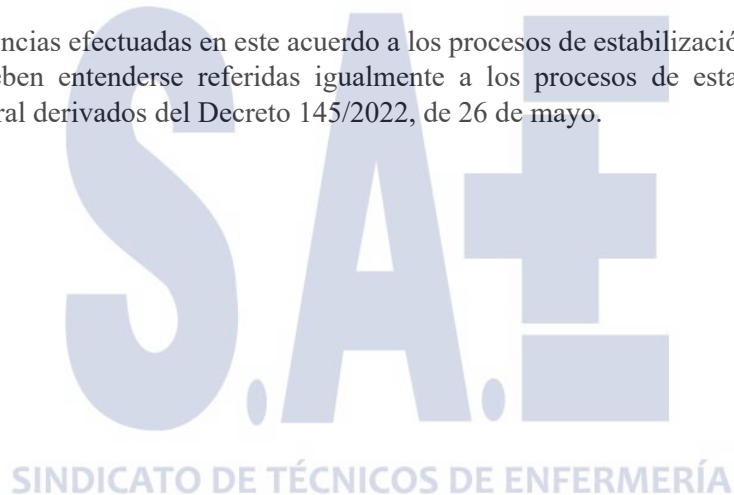 ncias efectuadas en este acuerdo a los procesos de estabilizació
ben entenderse referidas igualmente a los procesos de esta
ral derivados del Decreto 145/2022, de 26 de mayo.
S.A.E
SINDICATO DE TÉCNICOS DE ENFERMERÍA